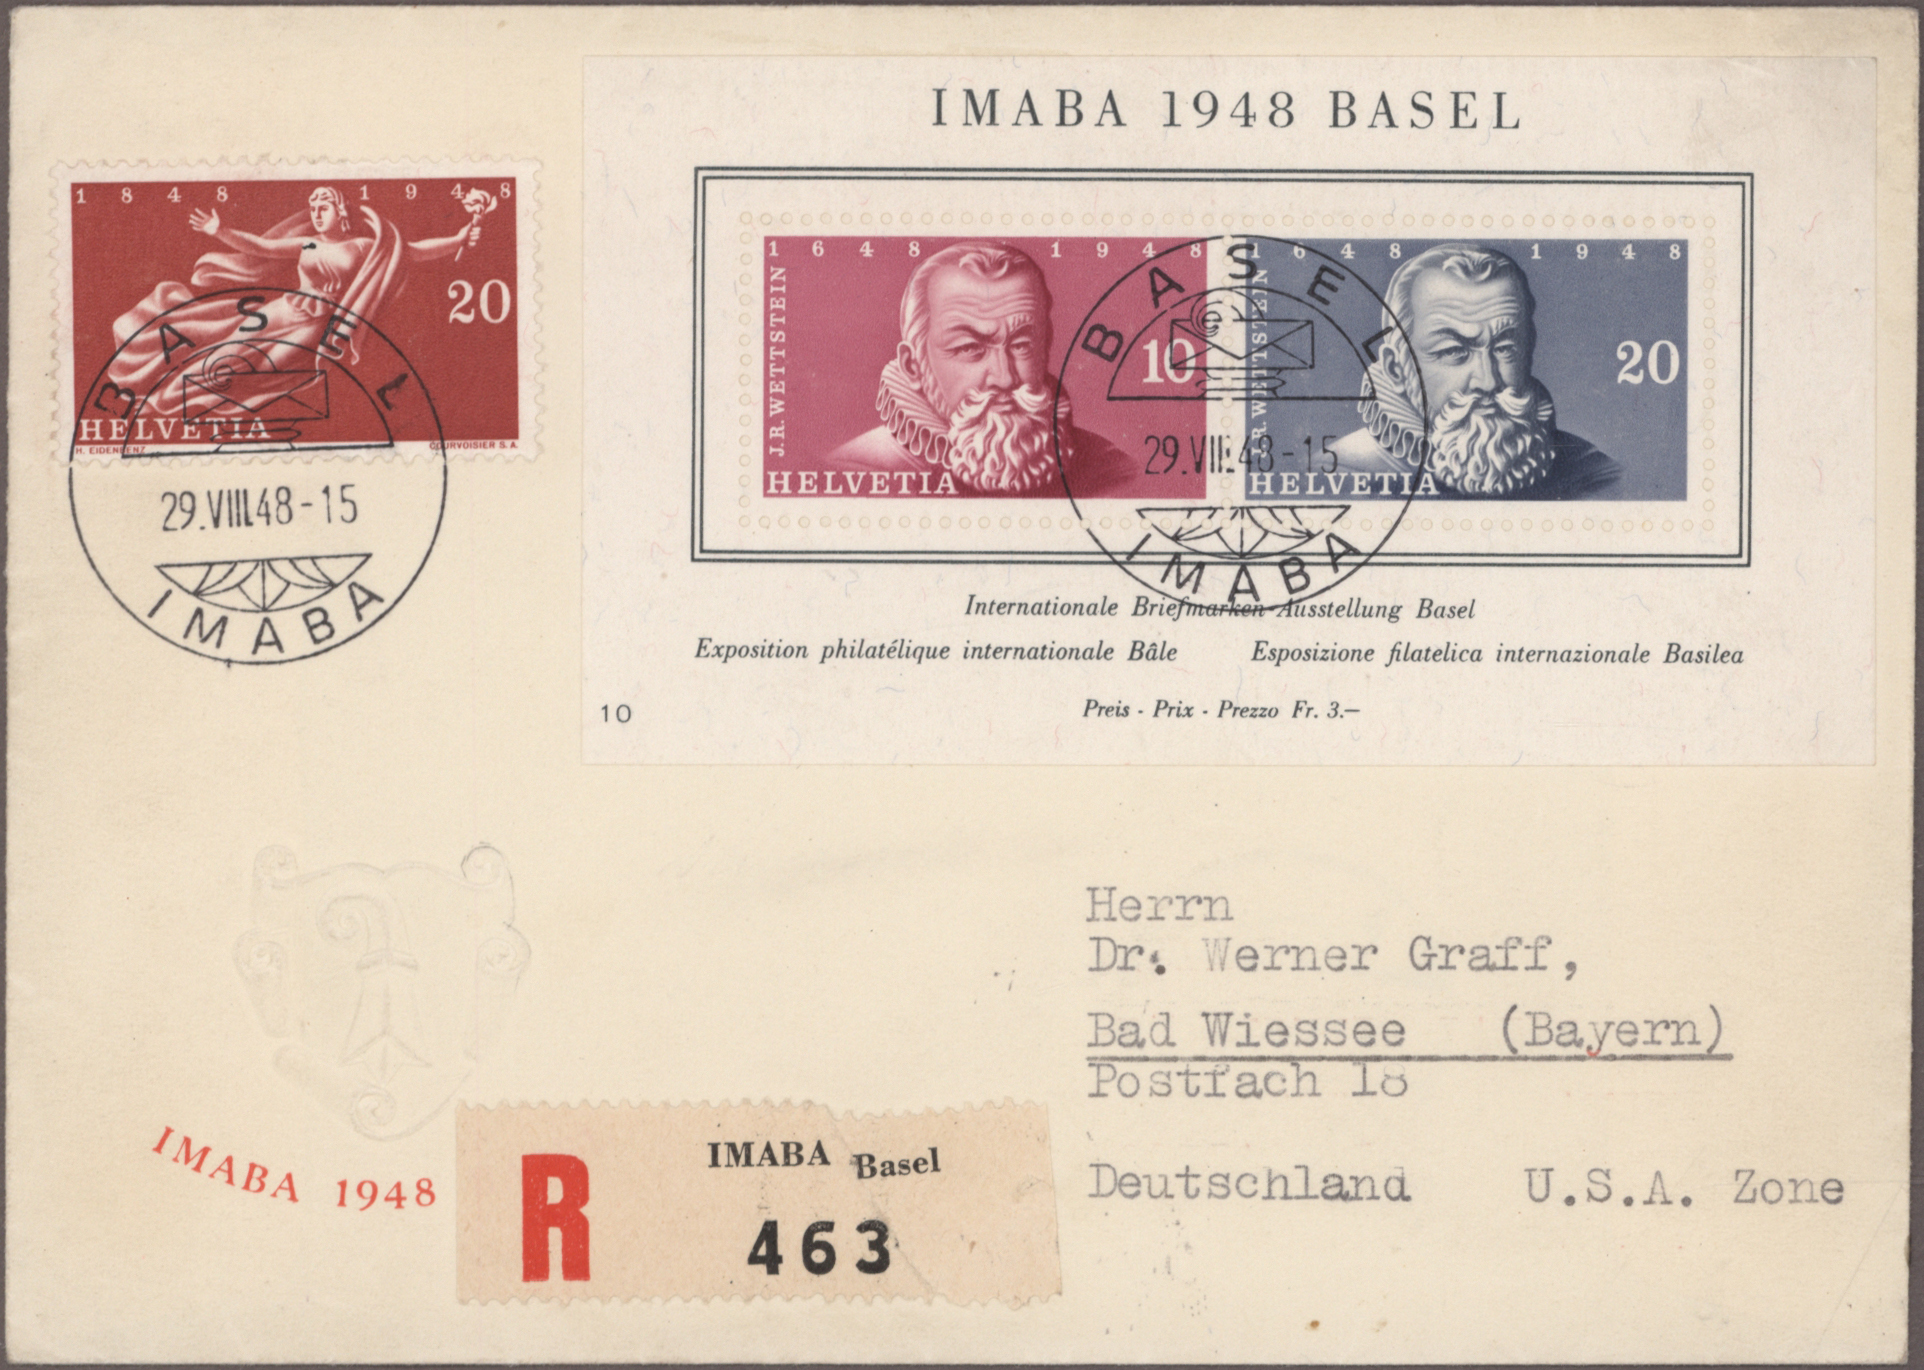 IMABA 1948 BASEL
1848 1948
20
HELVETIA
H. EIDENBENZ
COURVOISIER S. A.
BASEL
29.VIII.48-15
IMABA
1648 1948
J.R.WETTSTEIN
10
HELVETIA
1648 1948
J.R.WETTSTEIN
20
HELVETIA
BASEL
29.VIII.48-15
IMABA
Internationale Briefmarken-Ausstellung Basel
Exposition philatélique internationale Bâle Esposizione filatelica internazionale Basilea
10
Preis - Prix - Prezzo Fr. 3.—
Herrn
Dr. Werner Graff,
Bad Wiessee (Bayern)
Postfach 18
Deutschland U.S.A. Zone
IMABA 1948
R
IMABA Basel
463